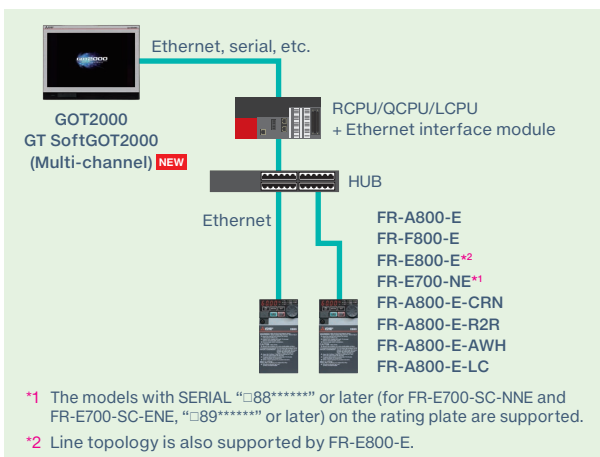 Ethernet, serial, etc.
GOT2000
GOT2000
GT SoftGOT2000
(Multi-channel) NEW
RCPU/QCPU/LCPU
+ Ethernet interface module
HUB
Ethernet
FR-A800-E
FR-F800-E
FR-E800-E*2
FR-E700-NE*1
FR-A800-E-CRN
FR-A800-E-R2R
FR-A800-E-AWH
FR-A800-E-LC
*1 The models with SERIAL “□88******” or later (for FR-E700-SC-NNE and
FR-E700-SC-ENE, “□89******” or later) on the rating plate are supported.
*2 Line topology is also supported by FR-E800-E.